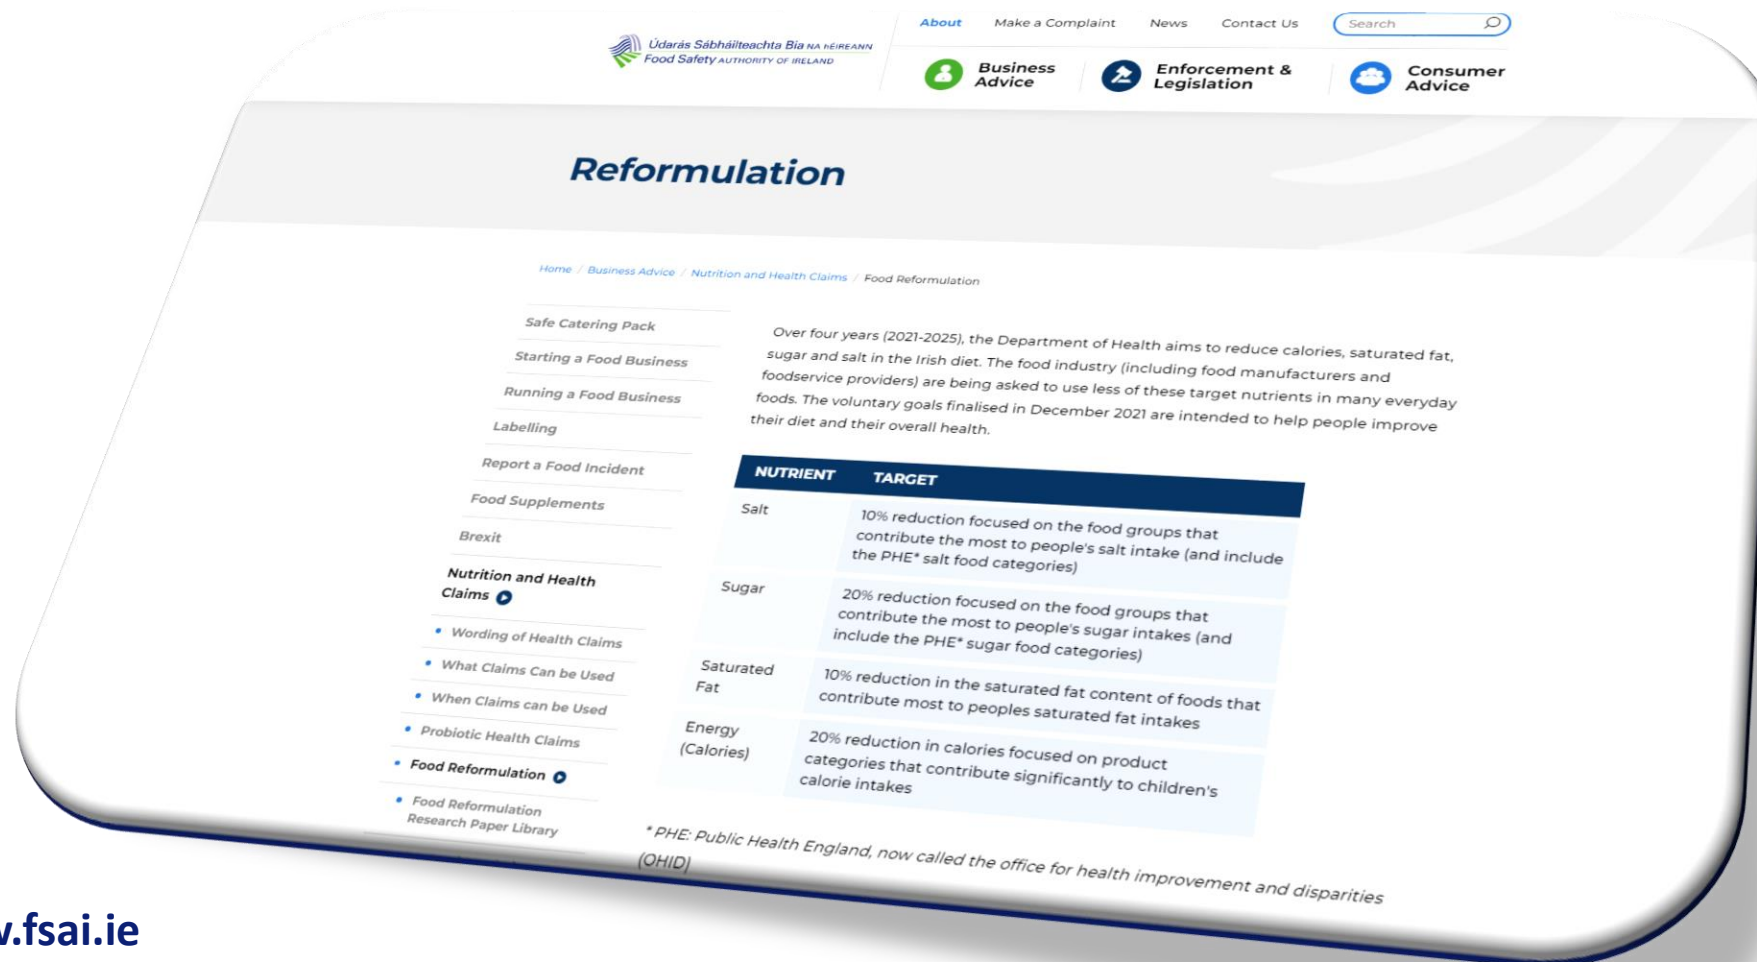 About Make a Complaint News Contact Us Search
Údarás Sábháilteachta Bia NA hÉIREANN
Food Safety AUTHORITY OF IRELAND
Business
Advice
Enforcement &
Legislation
Consumer
Advice
Reformulation
Home / Business Advice / Nutrition and Health Claims / Food Reformulation
Safe Catering Pack
Starting a Food Business
Running a Food Business
Labelling
Report a Food Incident
Food Supplements
Brexit
Nutrition and Health
Claims
• Wording of Health Claims
• What Claims Can be Used
• When Claims can be Used
• Probiotic Health Claims
• Food Reformulation
• Food Reformulation
Research Paper Library
Over four years (2021-2025), the Department of Health aims to reduce calories, saturated fat,
sugar and salt in the Irish diet. The food industry (including food manufacturers and
foodservice providers) are being asked to use less of these target nutrients in many everyday
foods. The voluntary goals finalised in December 2021 are intended to help people improve
their diet and their overall health.
NUTRIENT TARGET
Salt
10% reduction focused on the food groups that
contribute the most to people's salt intake (and include
the PHE* salt food categories)
Sugar
20% reduction focused on the food groups that
contribute the most to people's sugar intakes (and
include the PHE* sugar food categories)
Saturated
Fat
10% reduction in the saturated fat content of foods that
contribute most to peoples saturated fat intakes
Energy
(Calories)
20% reduction in calories focused on product
categories that contribute significantly to children's
calorie intakes
* PHE: Public Health England, now called the office for health improvement and disparities
(OHID)
.fsai.ie